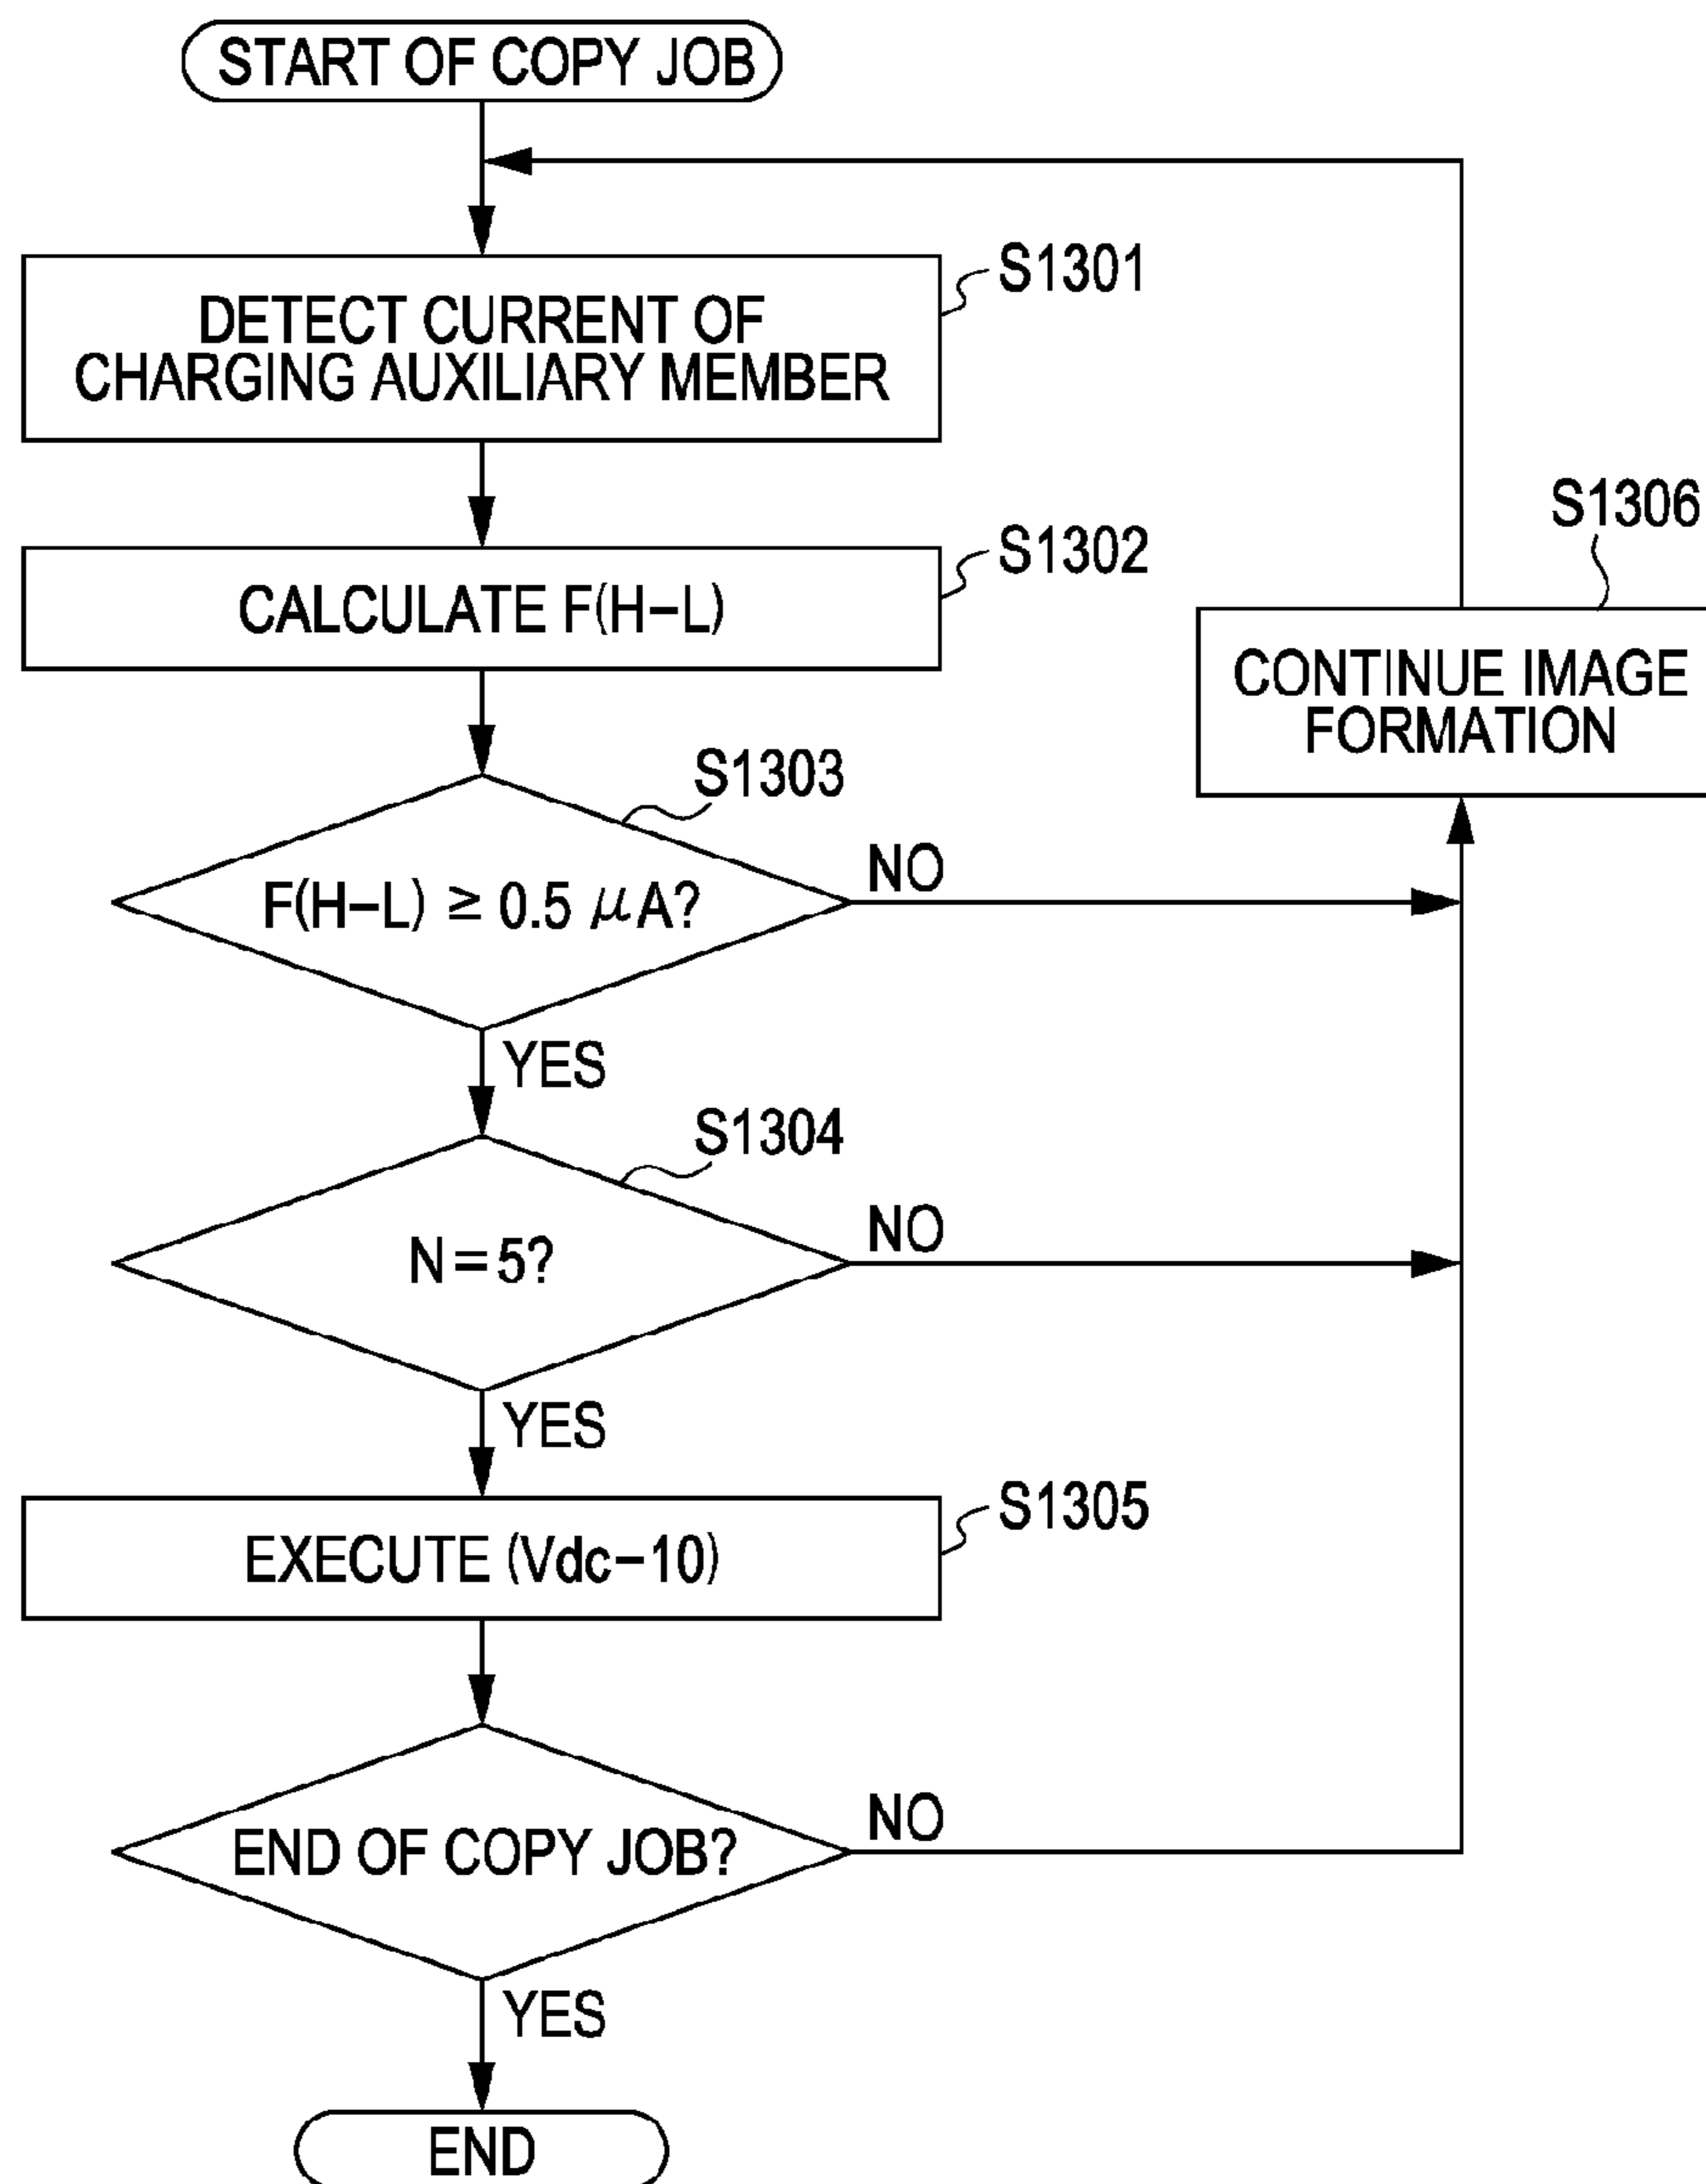 START OF COPY JOB
S1301
DETECT CURRENT OF
CHARGING AUXILIARY MEMBER
S1302
CALCULATE F(H−L)
S1306
CONTINUE IMAGE
FORMATION
S1303
F(H−L) ≥ 0.5 μA?
NO
YES
S1304
N=5?
NO
YES
S1305
EXECUTE (Vdc−10)
END OF COPY JOB?
NO
YES
END